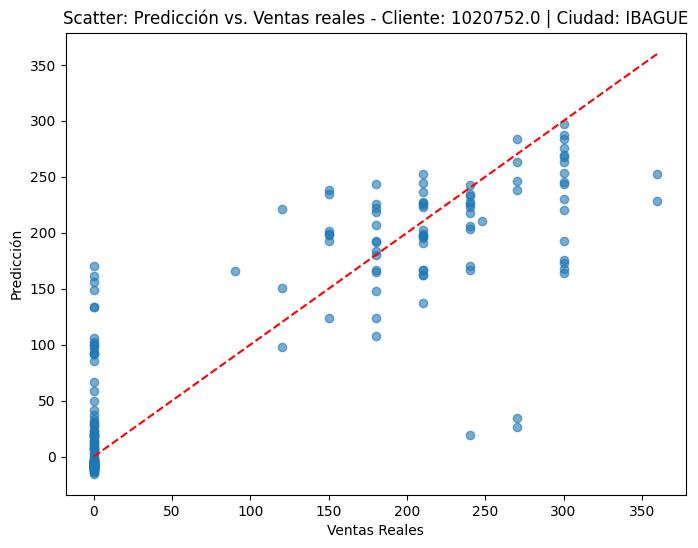 Scatter: Predicción vs. Ventas reales - Cliente: 1020752.0 | Ciudad: IBAGUE
Predicción
350
300
250
200
150
100
50
0
0 50 100 150 200 250 300 350
Ventas Reales